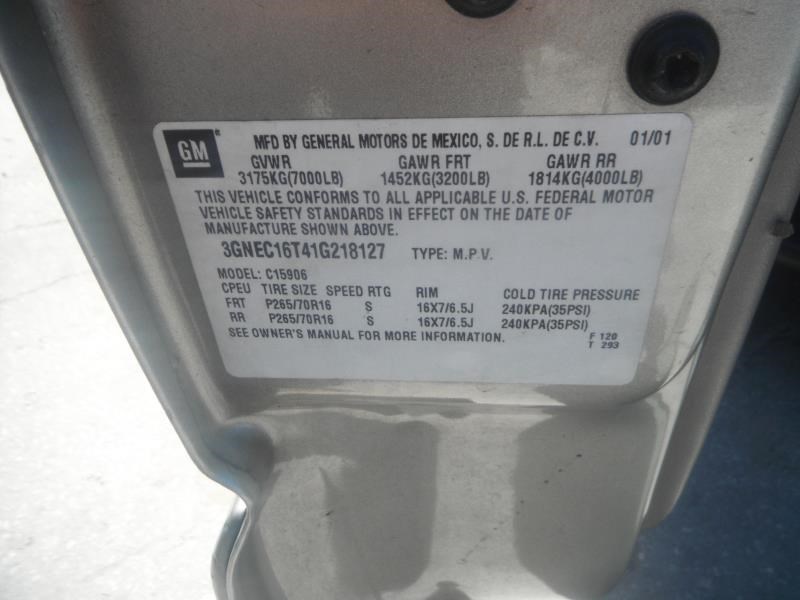 GM® MFD BY GENERAL MOTORS DE MEXICO, S. DE R.L. DE C.V. 01/01
GVWR GAWR FRT GAWR RR
3175KG(7000LB) 1452KG(3200LB) 1814KG(4000LB)
THIS VEHICLE CONFORMS TO ALL APPLICABLE U.S. FEDERAL MOTOR
VEHICLE SAFETY STANDARDS IN EFFECT ON THE DATE OF
MANUFACTURE SHOWN ABOVE.
3GNEC16T41G218127 TYPE: M.P.V.
MODEL: C15906
CPEU TIRE SIZE SPEED RTG RIM COLD TIRE PRESSURE
FRT P265/70R16 S 16X7/6.5J 240KPA(35PSI)
RR P265/70R16 S 16X7/6.5J 240KPA(35PSI)
SEE OWNER'S MANUAL FOR MORE INFORMATION. F 120
T 293